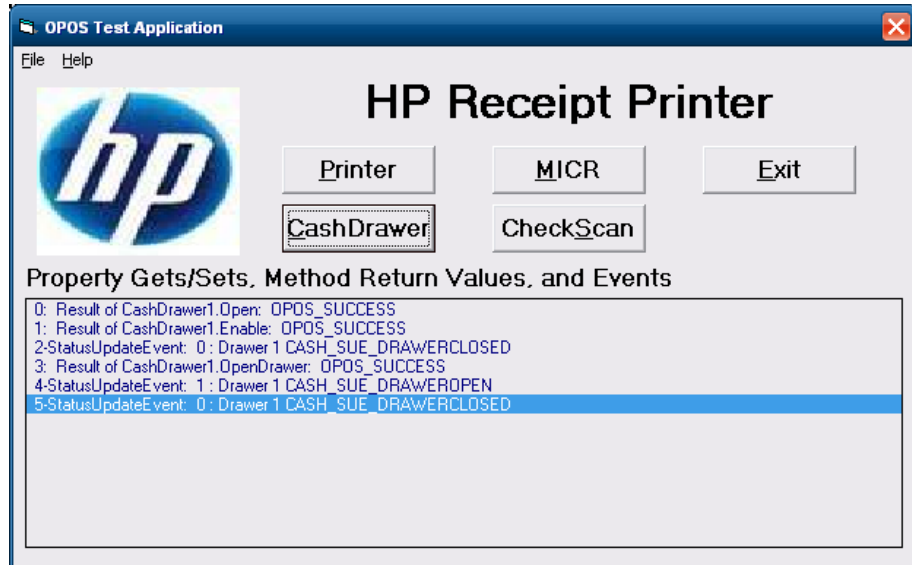 OPOS Test Application
File Help
hp
HP Receipt Printer
Printer MICR Exit
CashDrawer CheckScan
Property Gets/Sets, Method Return Values, and Events
0: Result of CashDrawer1.Open: OPOS_SUCCESS
1: Result of CashDrawer1.Enable: OPOS_SUCCESS
2-StatusUpdateEvent: 0 : Drawer 1 CASH_SUE_DRAWERCLOSED
3: Result of CashDrawer1.OpenDrawer: OPOS_SUCCESS
4-StatusUpdateEvent: 1 : Drawer 1 CASH_SUE_DRAWEROPEN
5-StatusUpdateEvent: 0 : Drawer 1 CASH_SUE_DRAWERCLOSED